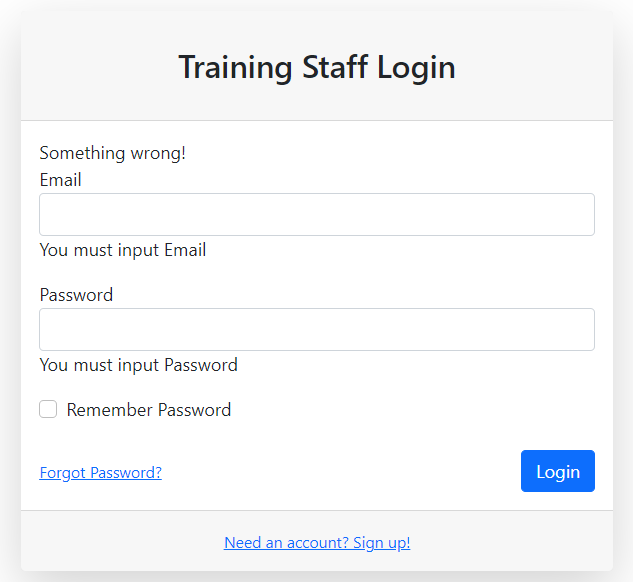 Training Staff Login
Something wrong!
Email
You must input Email
Password
You must input Password
Remember Password
Forgot Password?
Login
Need an account? Sign up!